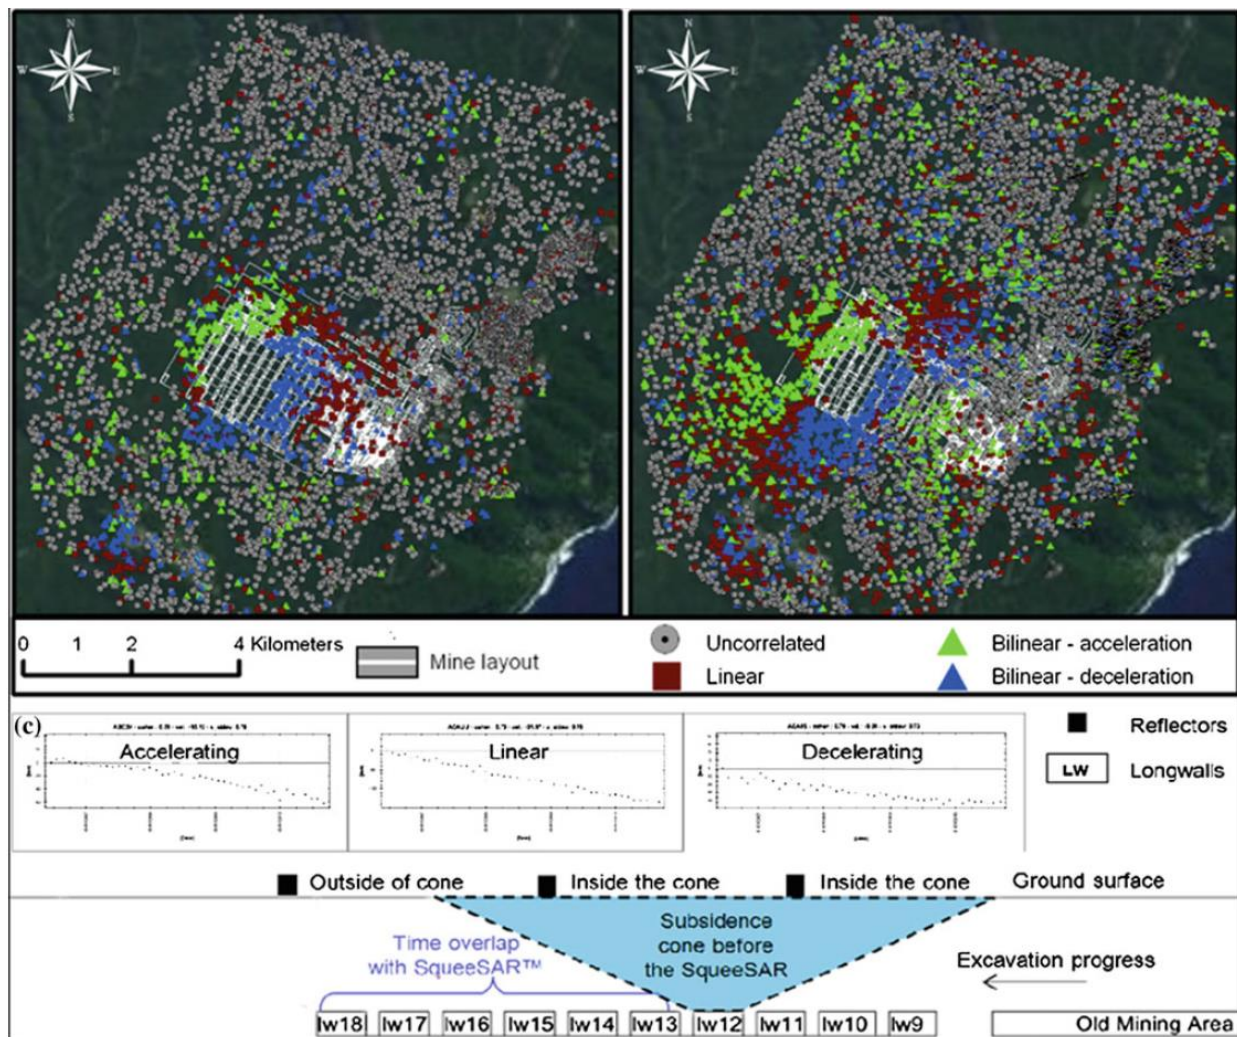 N
W E
S
N
W E
S
0 1 2 4 Kilometers
Mine layout
Uncorrelated
Linear
Bilinear - acceleration
Bilinear - deceleration
(c)
Accelerating
Linear
Decelerating
Reflectors
LW Longwalls
Outside of cone
Inside the cone
Inside the cone
Ground surface
Subsidence
cone before
the SqueeSAR
Time overlap
with SqueeSAR™
Excavation progress
lw18 lw17 lw16 lw15 lw14 lw13 lw12 lw11 lw10 lw9 Old Mining Area